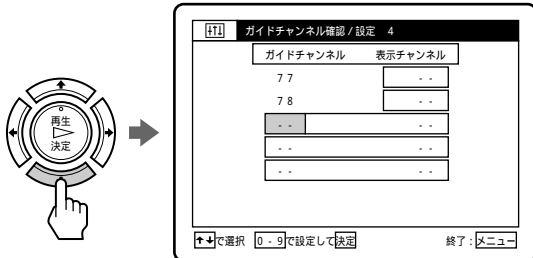 再生
決定
ガイドチャンネル確認/設定 4
ガイドチャンネル 表示チャンネル
77 - -
78 - -
- - - -
- - - -
- - - -
で選択 0 - 9で設定して決定 終了:メニュー